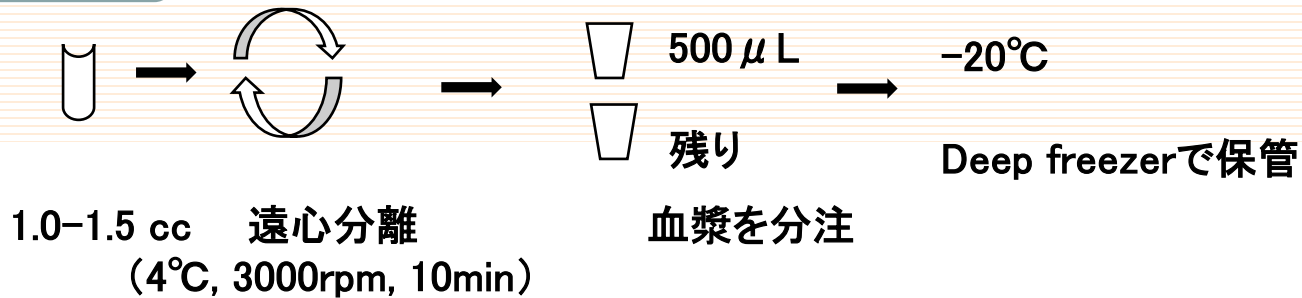 500μL
-20℃
残り
Deep freezerで保管
1.0-1.5 cc 遠心分離 血漿を分注
(4℃, 3000rpm, 10min)